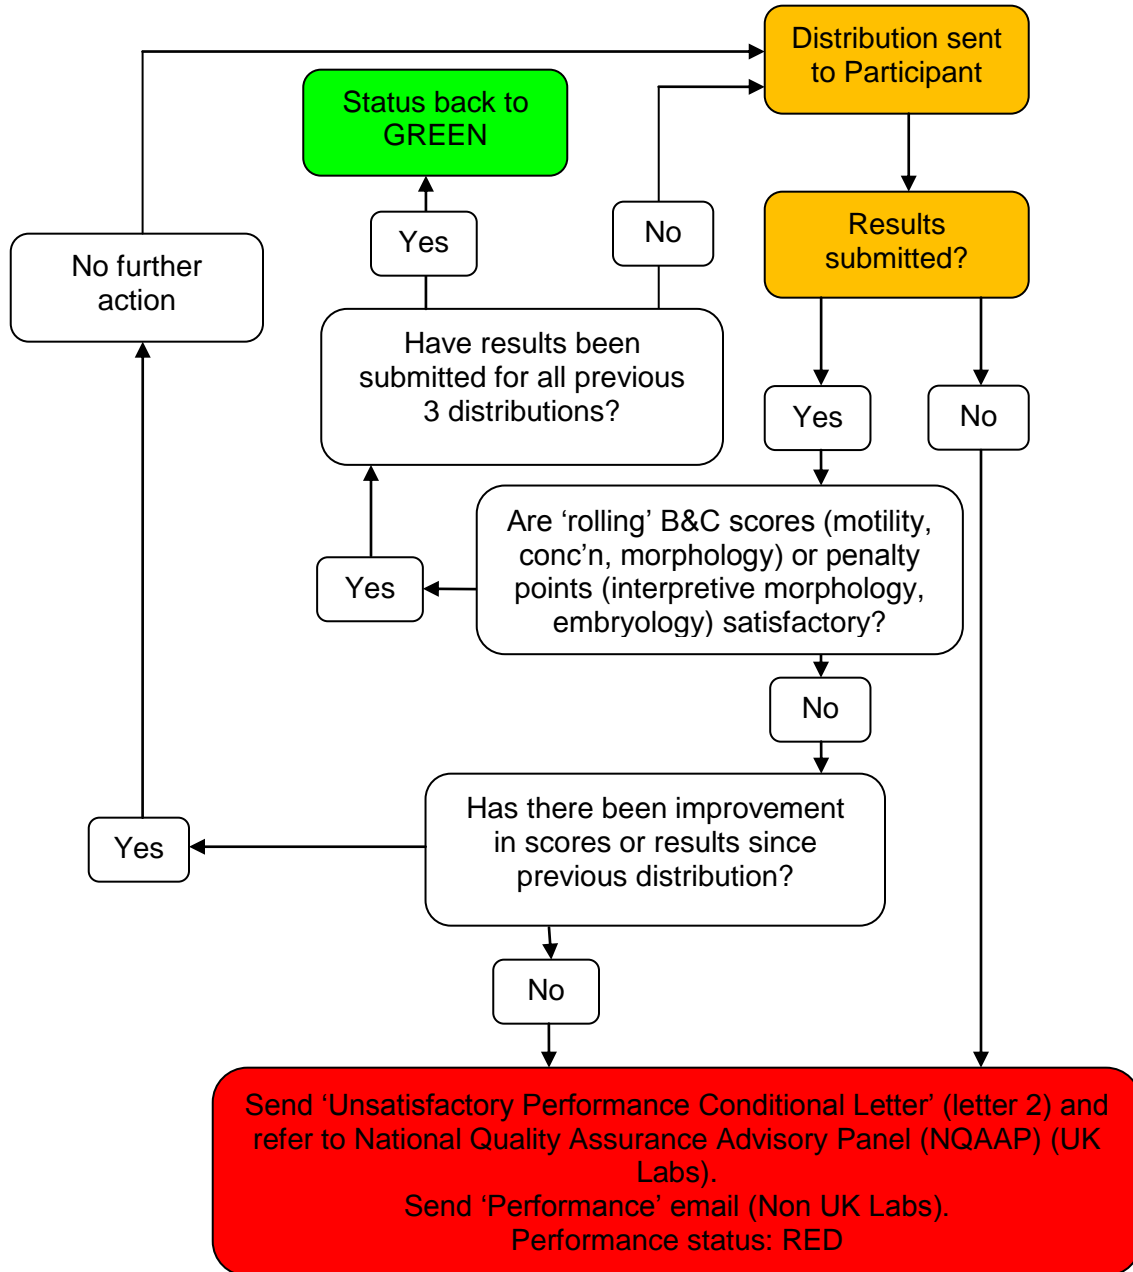 Distribution sent
to Participant
Status back to
GREEN
Yes
No
Results
submitted?
No further
action
Have results been
submitted for all previous
3 distributions?
Yes
No
Are ‘rolling’ B&C scores (motility,
conc’n, morphology) or penalty
points (interpretive morphology,
embryology) satisfactory?
Yes
No
Has there been improvement
in scores or results since
previous distribution?
Yes
No
Send ‘Unsatisfactory Performance Conditional Letter’ (letter 2) and
refer to National Quality Assurance Advisory Panel (NQAAP) (UK
Labs).
Send ‘Performance’ email (Non UK Labs).
Performance status: RED